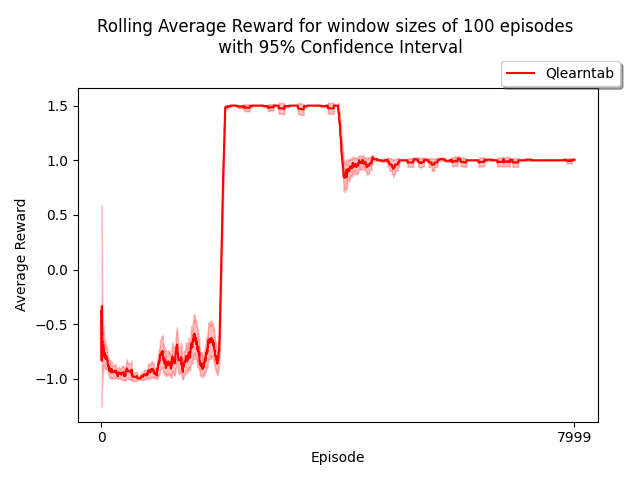 Rolling Average Reward for window sizes of 100 episodes
with 95% Confidence Interval
Qlearntab
1.5
1.0
0.5
0.0
−0.5
−1.0
Average Reward
0
7999
Episode